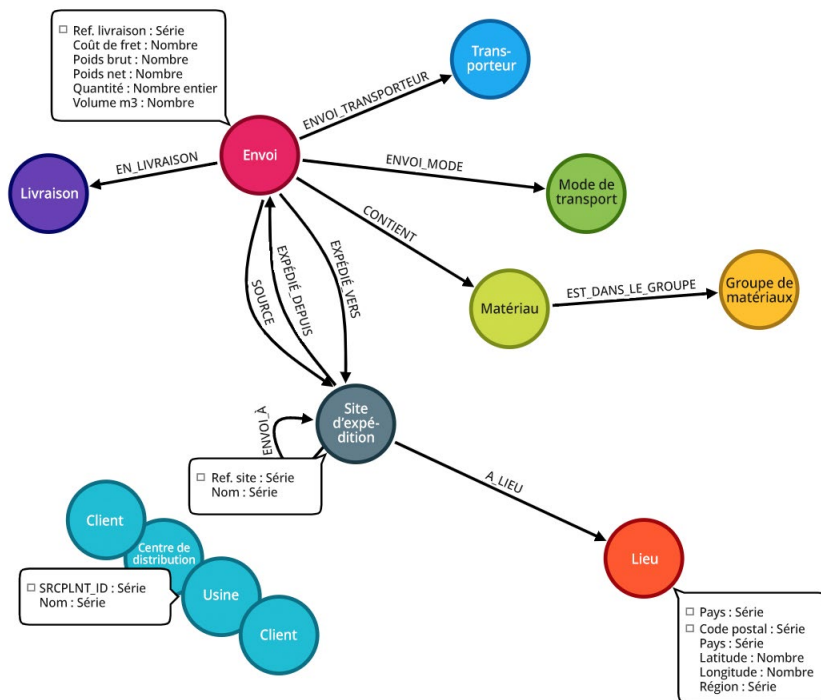 Ref. livraison : Série
Coût de fret : Nombre
Poids brut : Nombre
Poids net : Nombre
Quantité : Nombre entier
Volume m3 : Nombre
Trans-
porteur
ENVOI_TRANSPORTEUR
Envoi
EN_LIVRAISON
Livraison
ENVOI_MODE
Mode de
transport
CONTIENT
SOURCE
EXPÉDIÉ_DEPUIS
EXPÉDIÉ_VERS
Matériau
EST_DANS_LE_GROUPE
Groupe de
matériaux
Site
d'expé-
dition
ENVOI_À
Ref. site : Série
Nom : Série
A_LIEU
Client
Centre de
distribution
SRCPLNT_ID : Série
Nom : Série
Usine
Client
Lieu
Pays : Série
Code postal : Série
Pays : Série
Latitude : Nombre
Longitude : Nombre
Région : Série